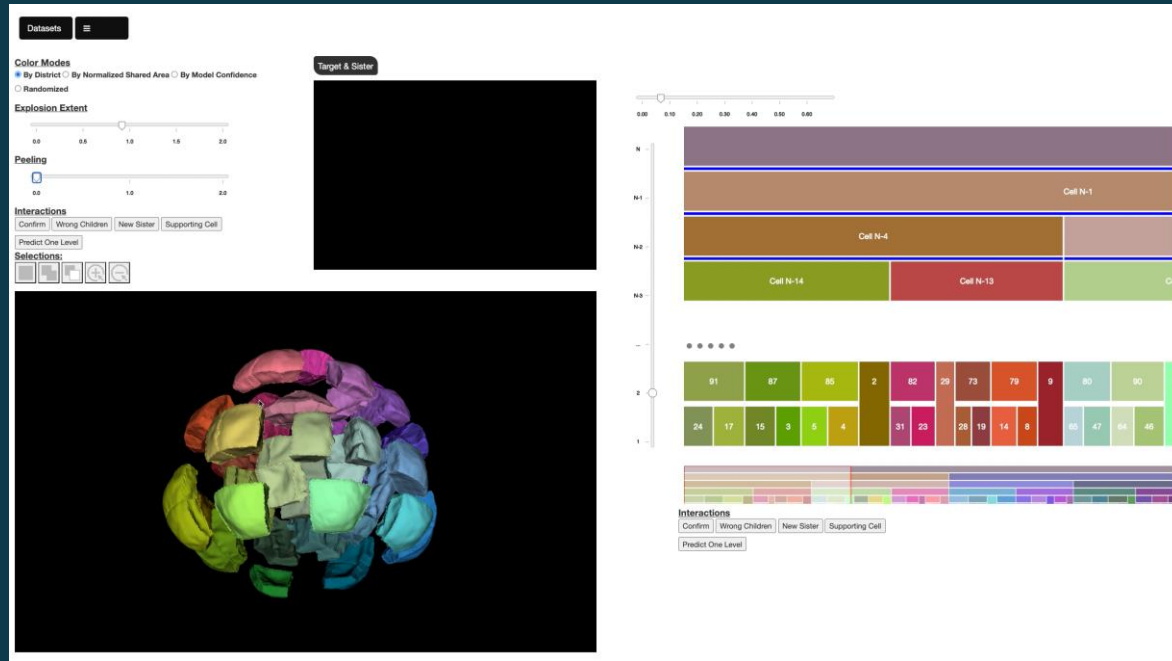 Datasets ≡
Color Modes
By District By Normalized Shared Area By Model Confidence
Randomized
Explosion Extent
0.0 0.5 1.0 1.5 2.0
Peeling
0.0 1.0 2.0
Interactions
Confirm Wrong Children New Sister Supporting Cell
Predict One Level
Selections:
Target & Sister
0.00 0.10 0.20 0.30 0.40 0.50 0.60
N
N-1 Cell N-1
N-2 Cell N-4
N-3 Cell N-14 Cell N-13 C
...
2 91 87 85 2 82 29 73 79 9 80 90
1 24 17 15 3 5 4 31 23 28 19 14 8 65 47 64 46
Interactions
Confirm Wrong Children New Sister Supporting Cell
Predict One Level